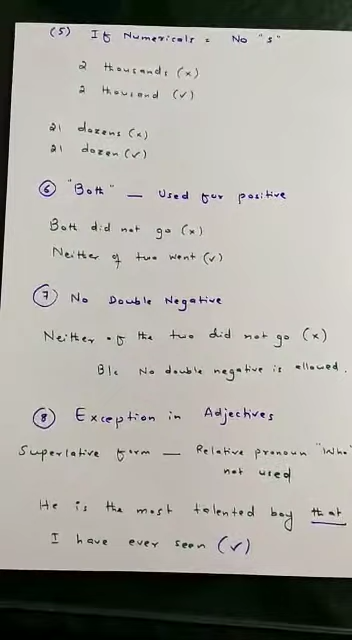 (5) If Numericals = No "s"
2 thousands (x)
2 thousand (✓)
21 dozens (x)
21 dozen (✓)
⑥ "Both" — Used for positive
Both did not go (x)
Neither of two went (✓)
⑦ No Double Negative
Neither of the two did not go (x)
B/c No double negative is allowed.
⑧ Exception in Adjectives
Superlative form — Relative pronoun "Who"
not used
He is the most talented boy that
I have ever seen (✓)